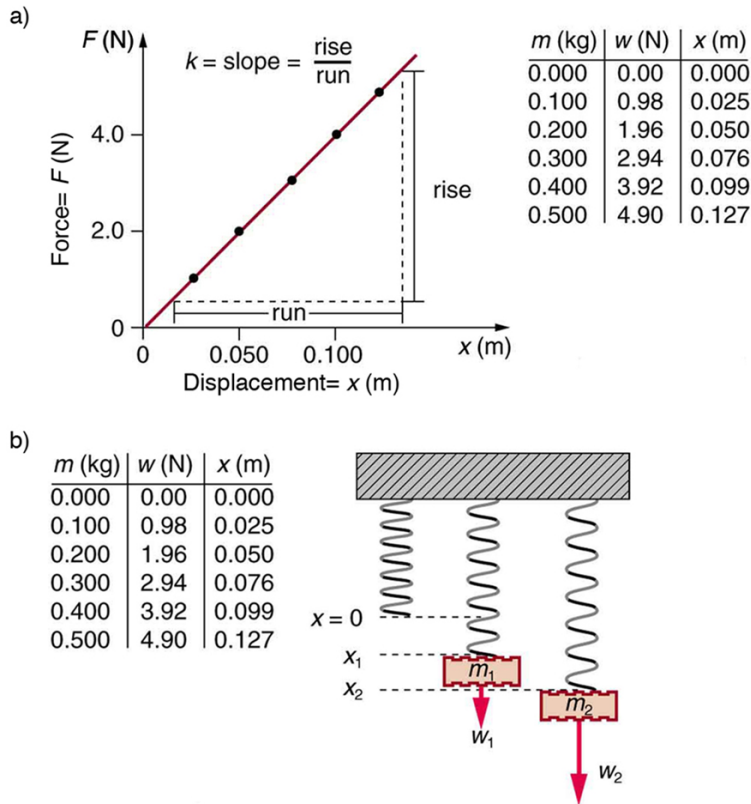 a)
F (N)
k = slope = rise
run
4.0
2.0
0
Force= F (N)
rise
run
0 0.050 0.100 x (m)
Displacement= x (m)
m (kg) w (N) x (m)
0.000 0.00 0.000
0.100 0.98 0.025
0.200 1.96 0.050
0.300 2.94 0.076
0.400 3.92 0.099
0.500 4.90 0.127
b)
m (kg) w (N) x (m)
0.000 0.00 0.000
0.100 0.98 0.025
0.200 1.96 0.050
0.300 2.94 0.076
0.400 3.92 0.099
0.500 4.90 0.127
x = 0
x₁
x₂
m₁
m₂
w₁
w₂